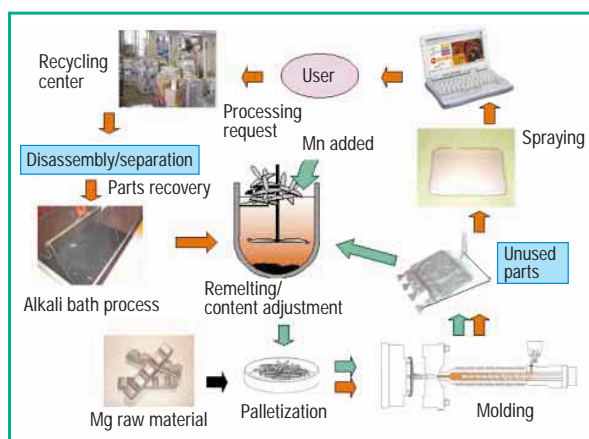 Recycling
center
User
Processing
request
Mn added
Spraying
Disassembly/separation
Parts recovery
Unused
parts
Alkali bath process
Remelting/
content adjustment
Mg raw material
Palletization
Molding